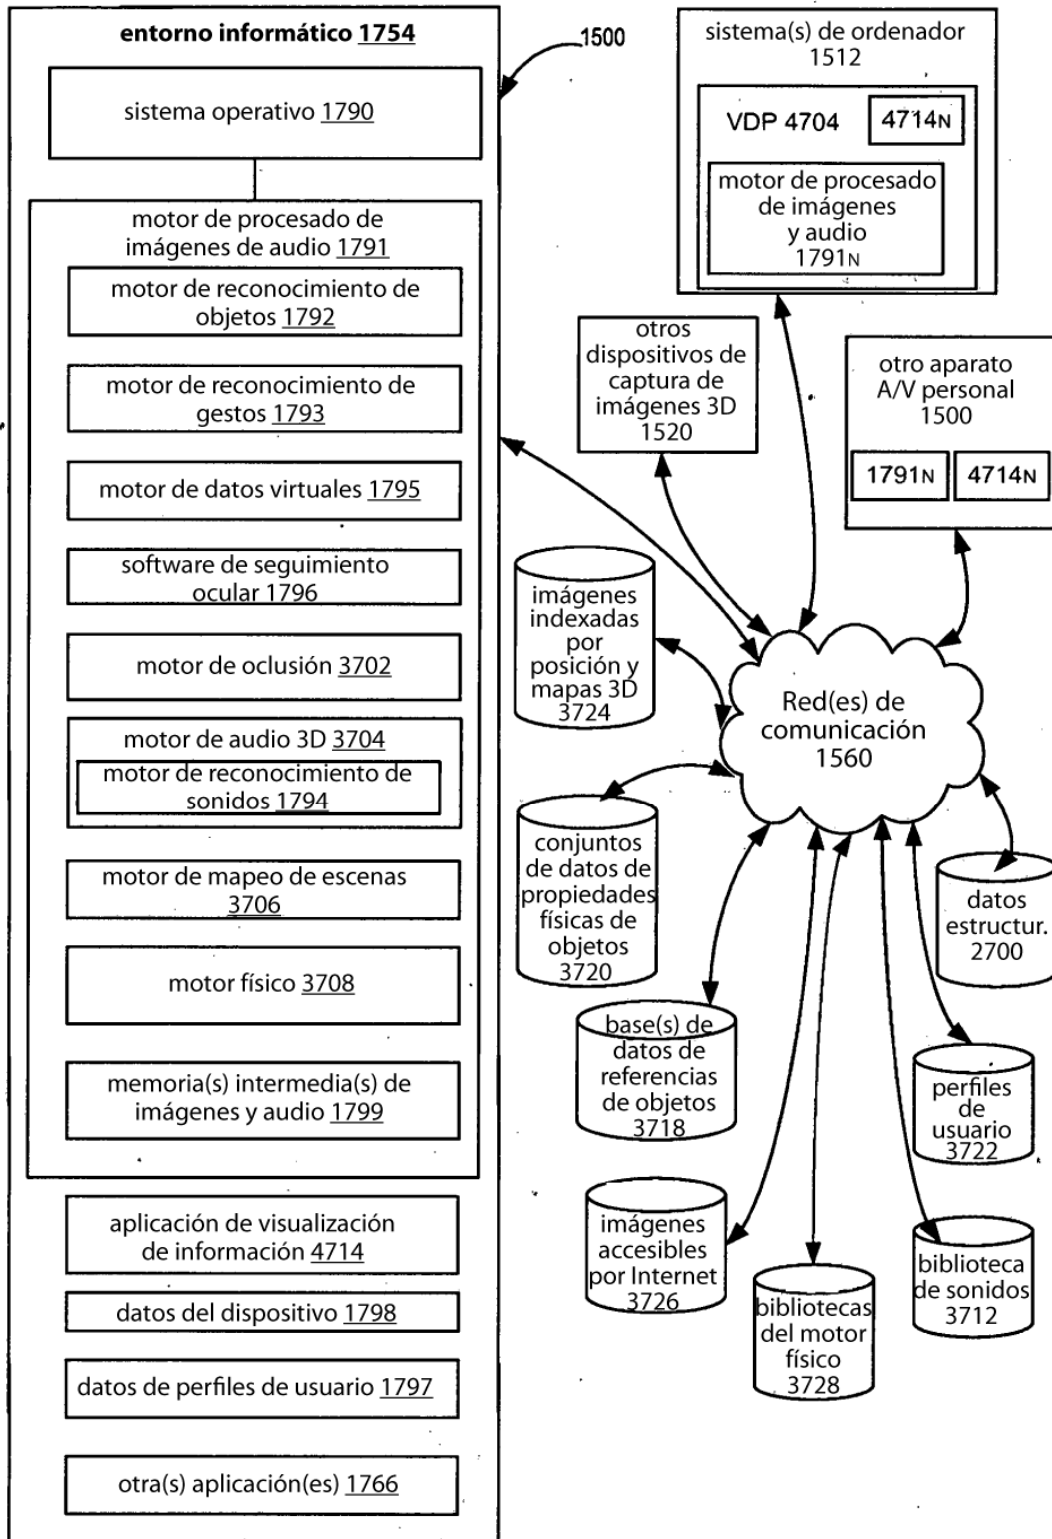 entorno informático 1754
sistema operativo 1790
motor de procesado de
imágenes de audio 1791
motor de reconocimiento de
objetos 1792
motor de reconocimiento de
gestos 1793
motor de datos virtuales 1795
software de seguimiento
ocular 1796
motor de oclusión 3702
motor de audio 3D 3704
motor de reconocimiento de
sonidos 1794
motor de mapeo de escenas
3706
motor físico 3708
memoria(s) intermedia(s) de
imágenes y audio 1799
aplicación de visualización
de información 4714
datos del dispositivo 1798
datos de perfiles de usuario 1797
otra(s) aplicación(es) 1766
1500
sistema(s) de ordenador
1512
VDP 4704
4714N
motor de procesado
de imágenes
y audio
1791N
otros
dispositivos de
captura de
imágenes 3D
1520
otro aparato
A/V personal
1500
1791N
4714N
imágenes
indexadas
por
posición y
mapas 3D
3724
Red(es) de
comunicación
1560
conjuntos
de datos de
propiedades
físicas de
objetos
3720
datos
estructur.
2700
base(s) de
datos de
referencias
de objetos
3718
perfiles
de
usuario
3722
imágenes
accesibles
por Internet
3726
bibliotecas
del motor
físico
3728
biblioteca
de sonidos
3712